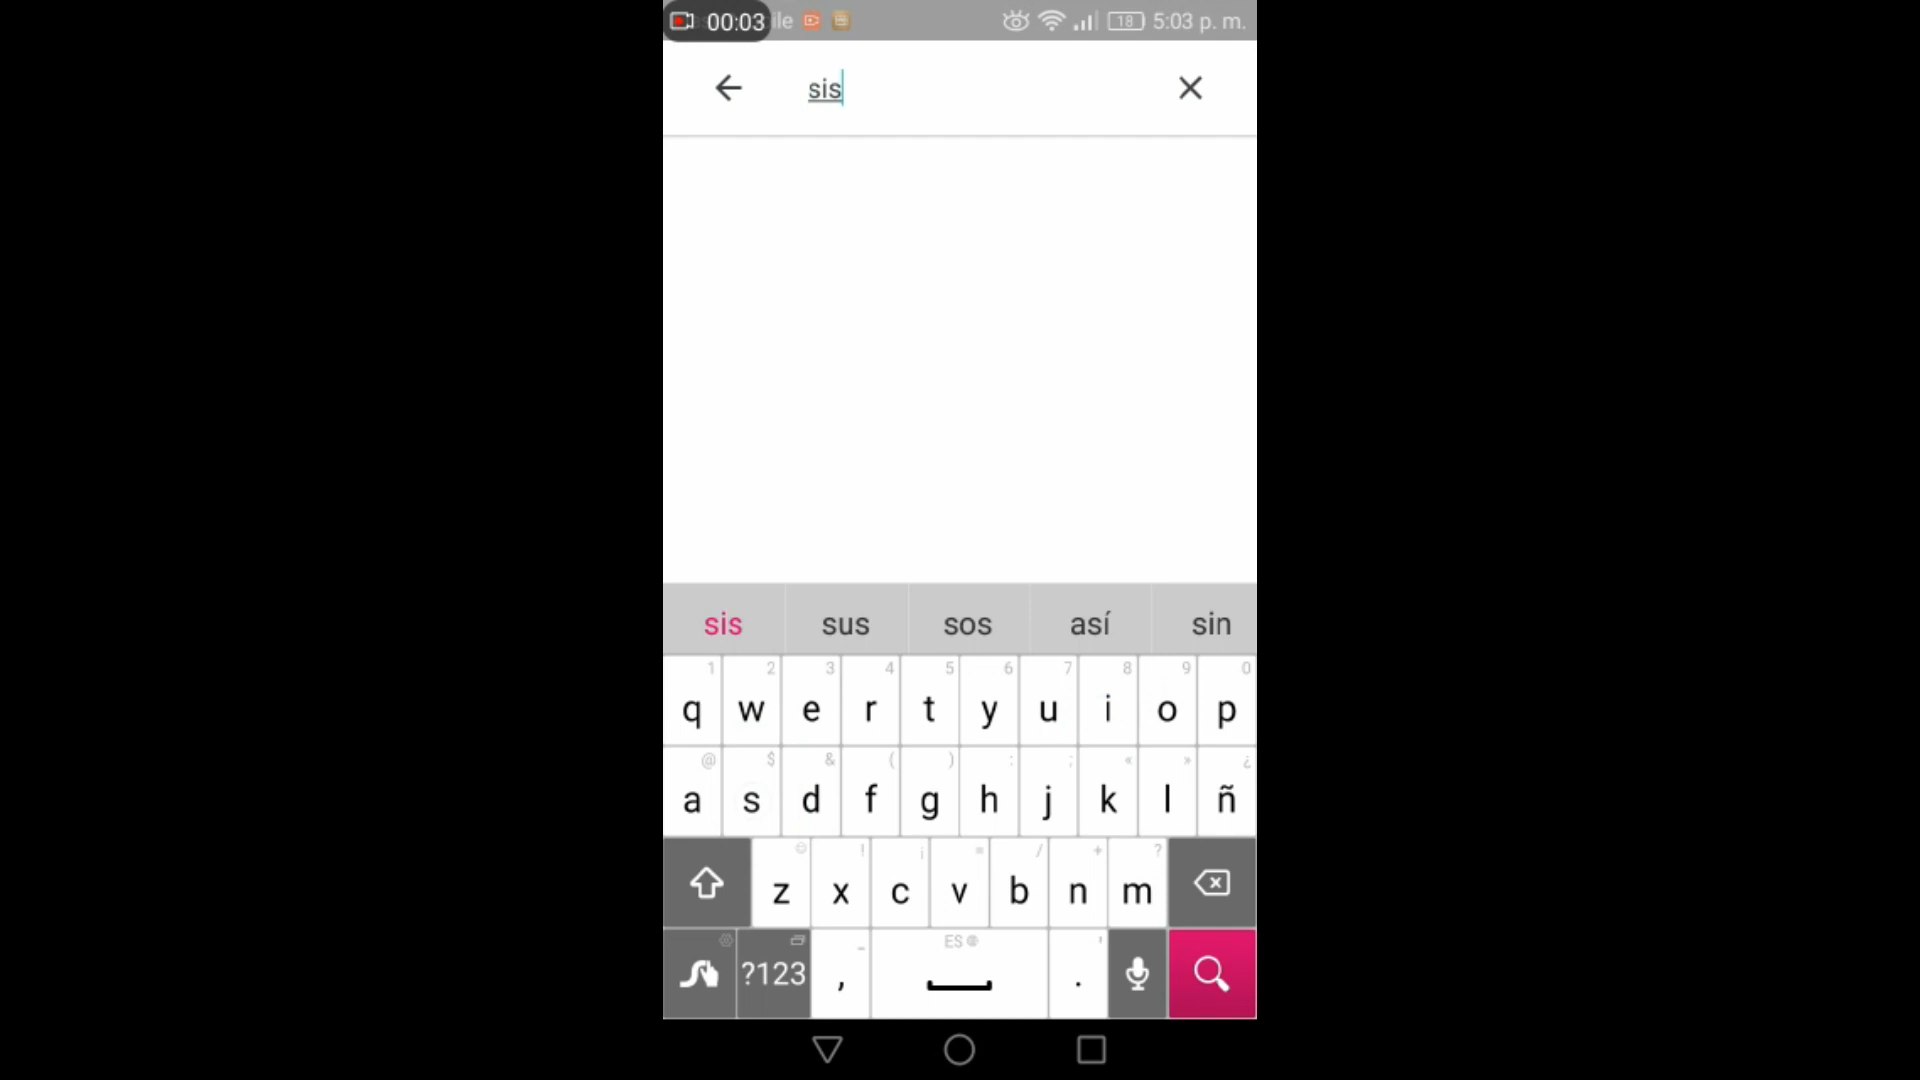 00:03 ile 18 5:03 p. m.
sis
sis sus sos así sin
1 2 3 4 5 6 7 8 9 0
q w e r t y u i o p
@ $ & ( ) : ; « » ¿
a s d f g h j k l ñ
! ¡ = / + ?
z x c v b n m
?123 , _ ES . '